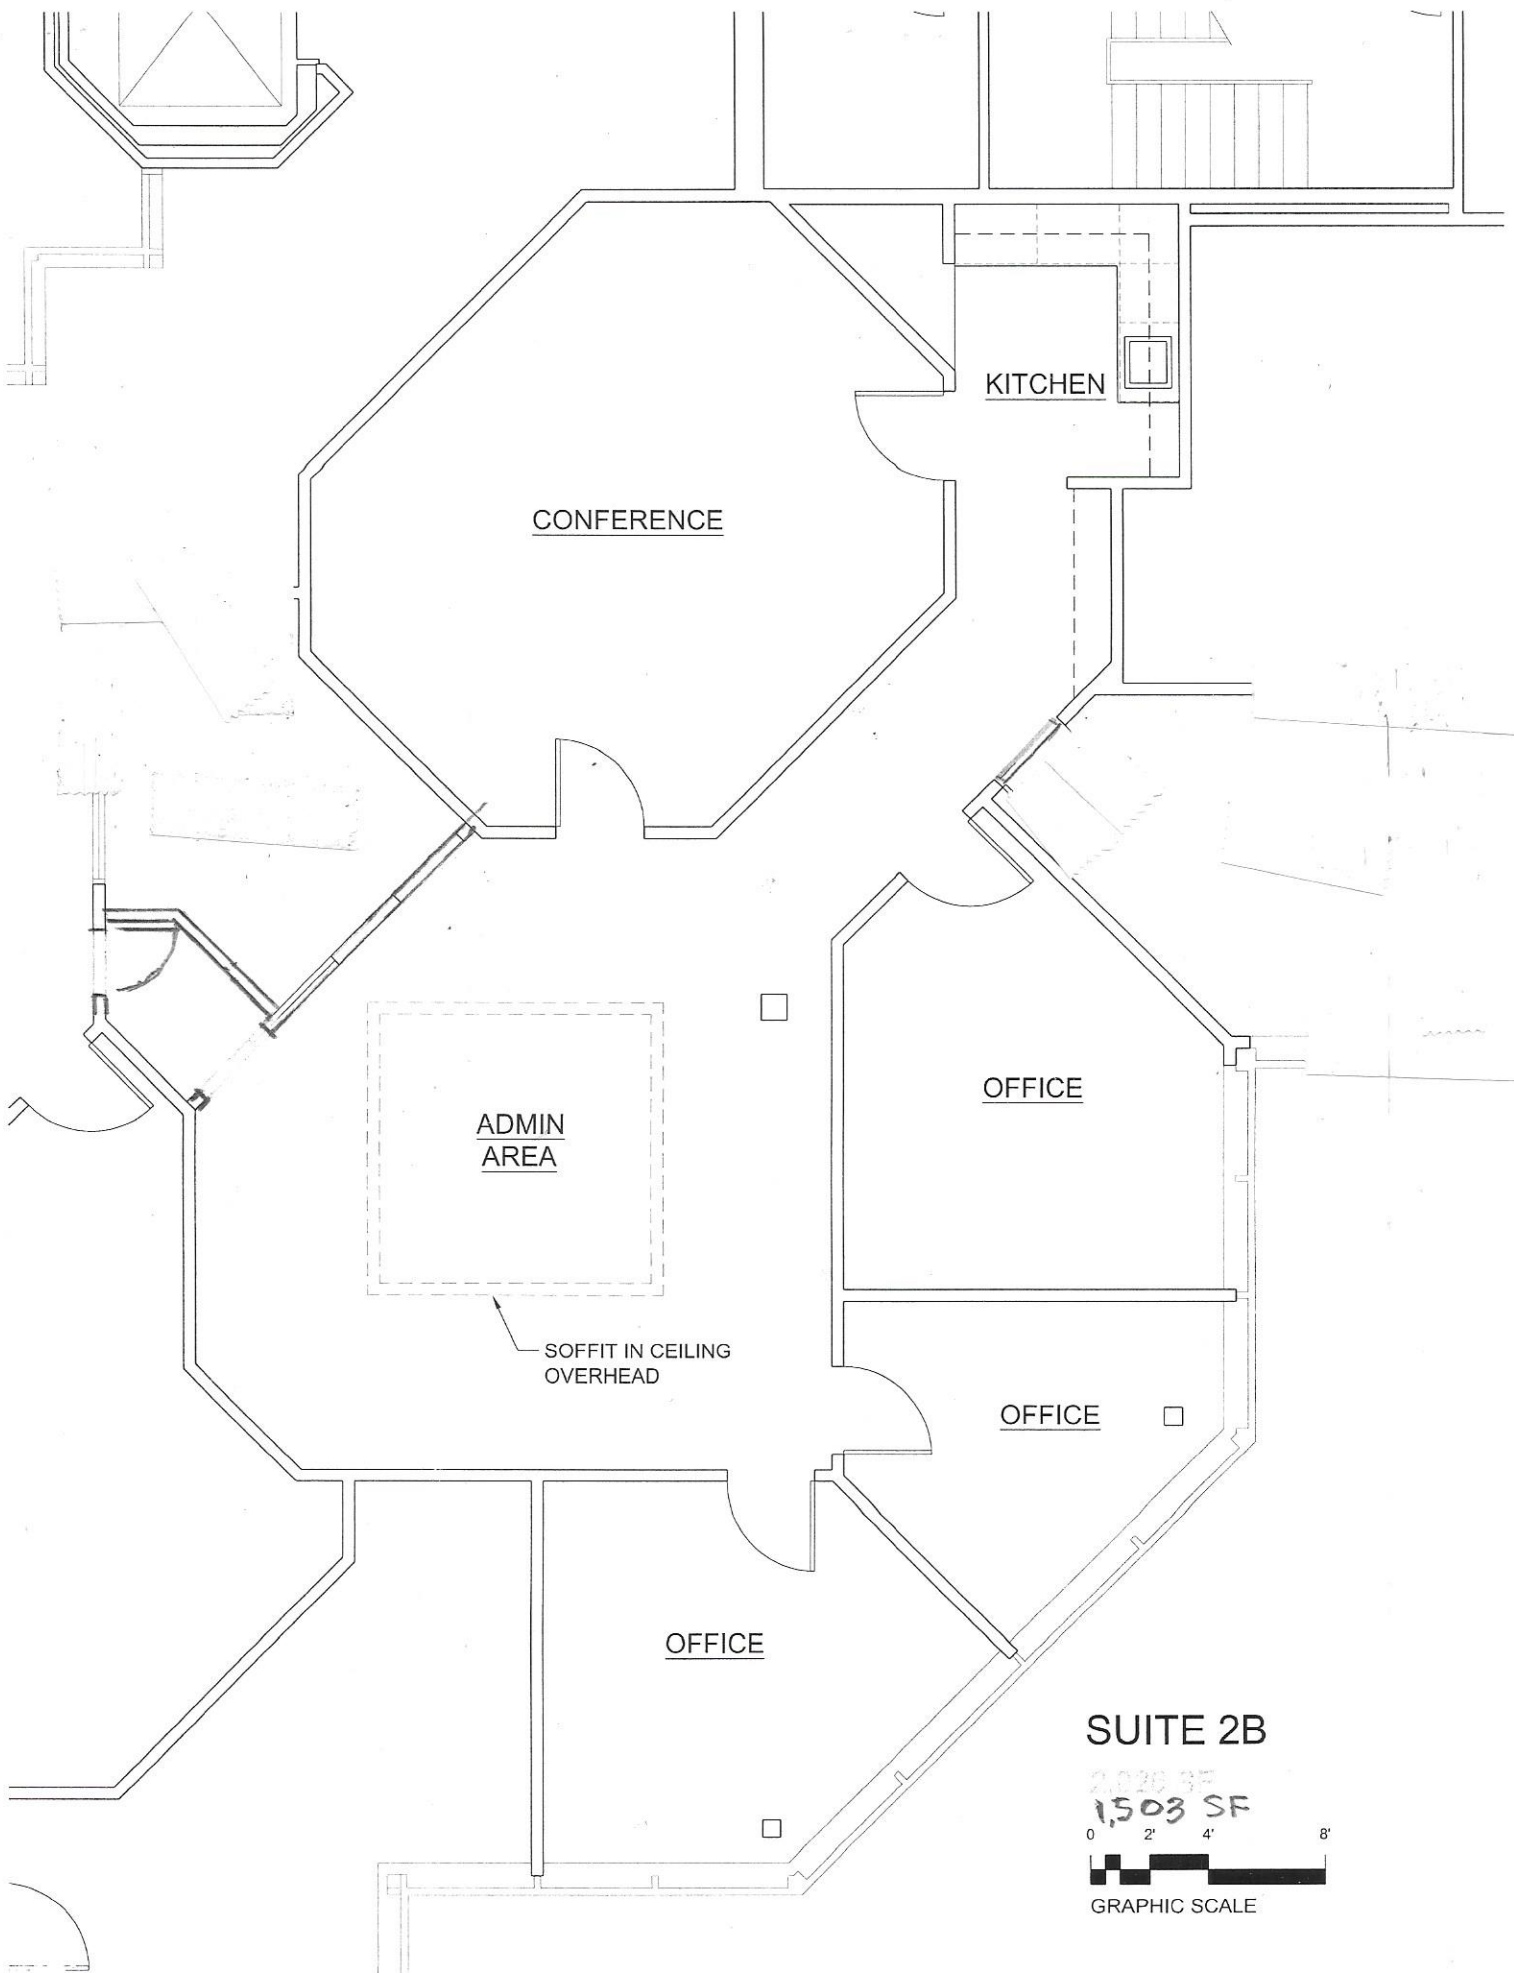 KITCHEN
CONFERENCE
OFFICE
ADMIN
AREA
SOFFIT IN CEILING
OVERHEAD
OFFICE
OFFICE
SUITE 2B
1,503 SF
0 2' 4' 8'
GRAPHIC SCALE